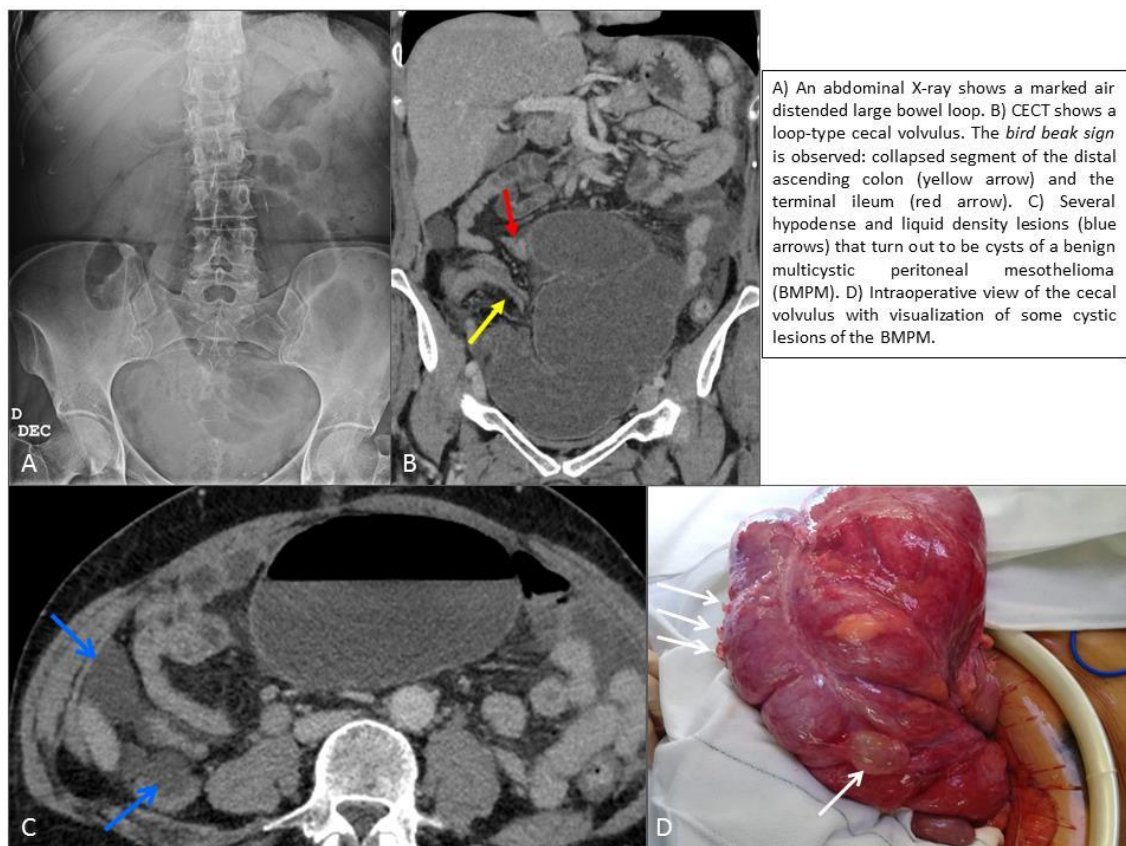 D
DEC
A
B
A) An abdominal X-ray shows a marked air
distended large bowel loop. B) CECT shows a
loop-type cecal volvulus. The bird beak sign
is observed: collapsed segment of the distal
ascending colon (yellow arrow) and the
terminal ileum (red arrow). C) Several
hypodense and liquid density lesions (blue
arrows) that turn out to be cysts of a benign
multicystic peritoneal mesothelioma
(BMPM). D) Intraoperative view of the cecal
volvulus with visualization of some cystic
lesions of the BMPM.
C
D